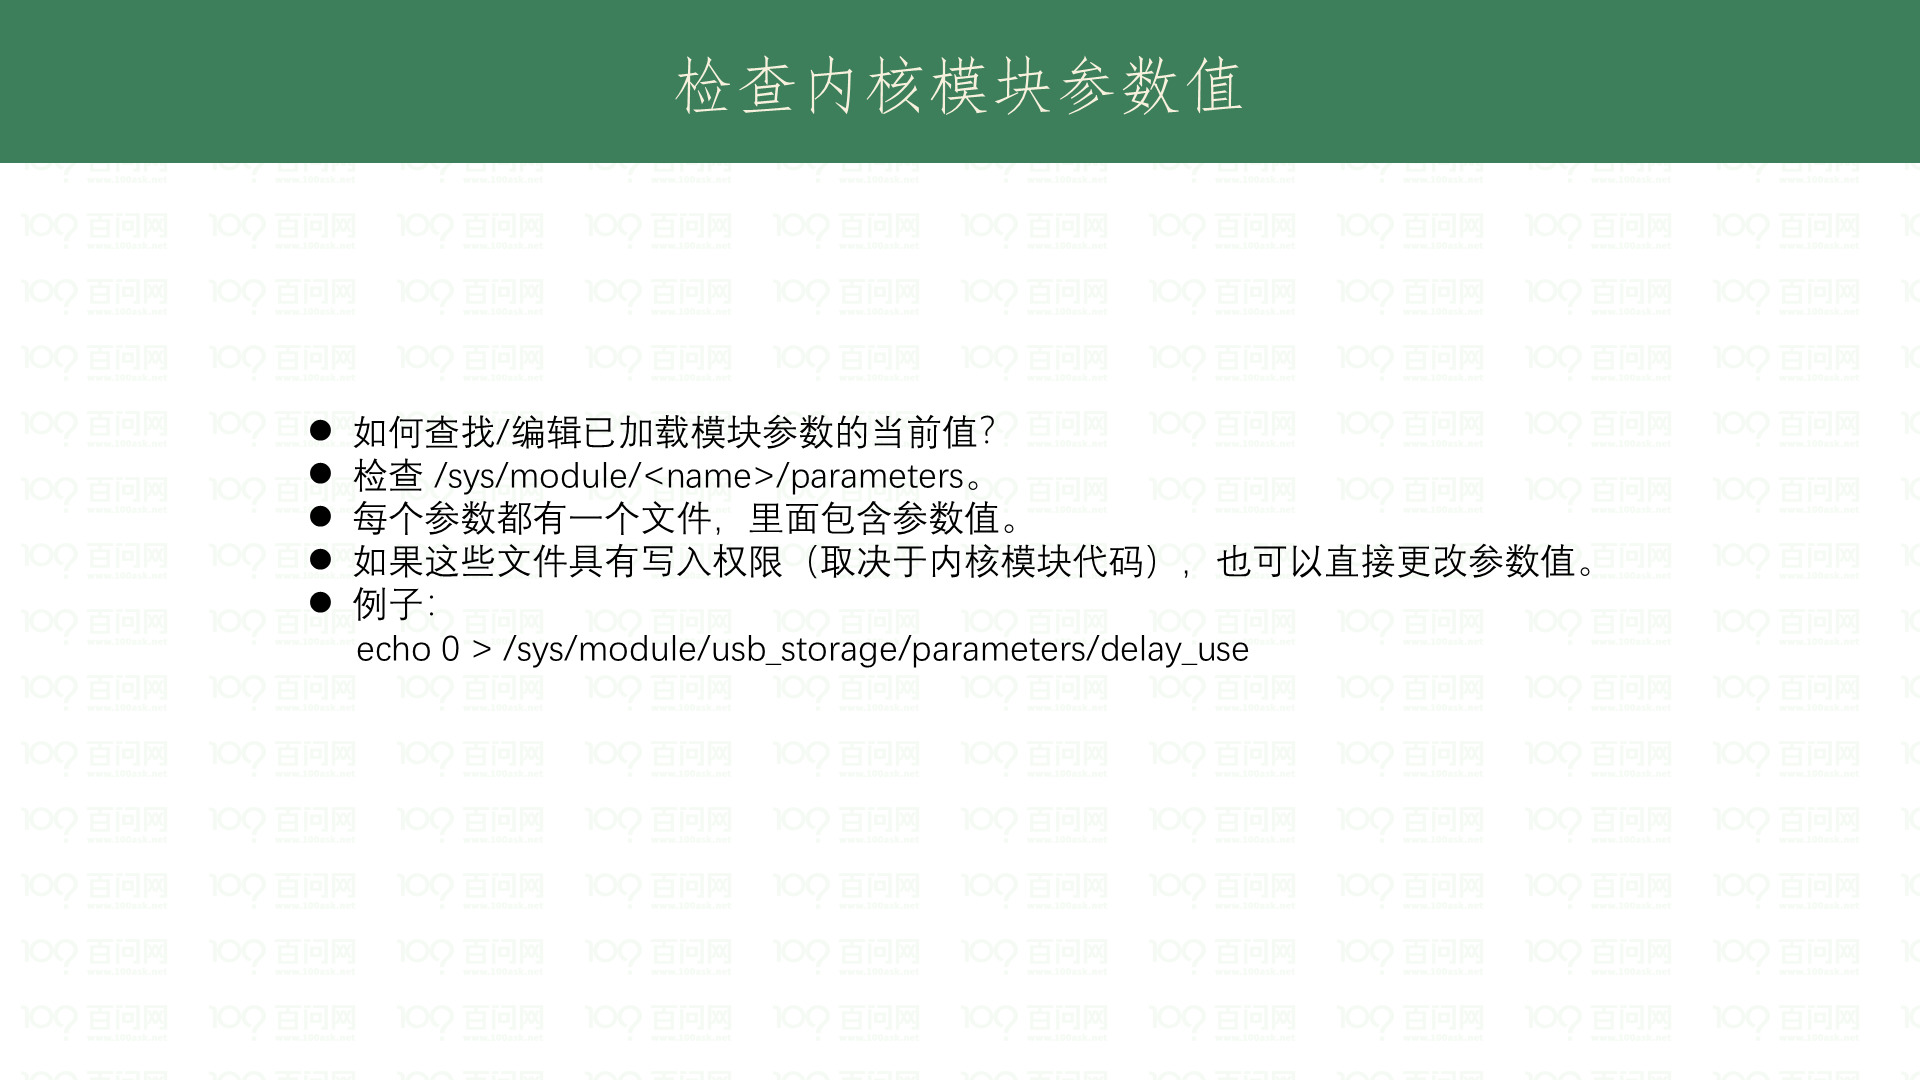 检查内核模块参数值
● 如何查找/编辑已加载模块参数的当前值？
● 检查 /sys/module/<name>/parameters。
● 每个参数都有一个文件，里面包含参数值。
● 如果这些文件具有写入权限（取决于内核模块代码），也可以直接更改参数值。
● 例子：
echo 0 > /sys/module/usb_storage/parameters/delay_use